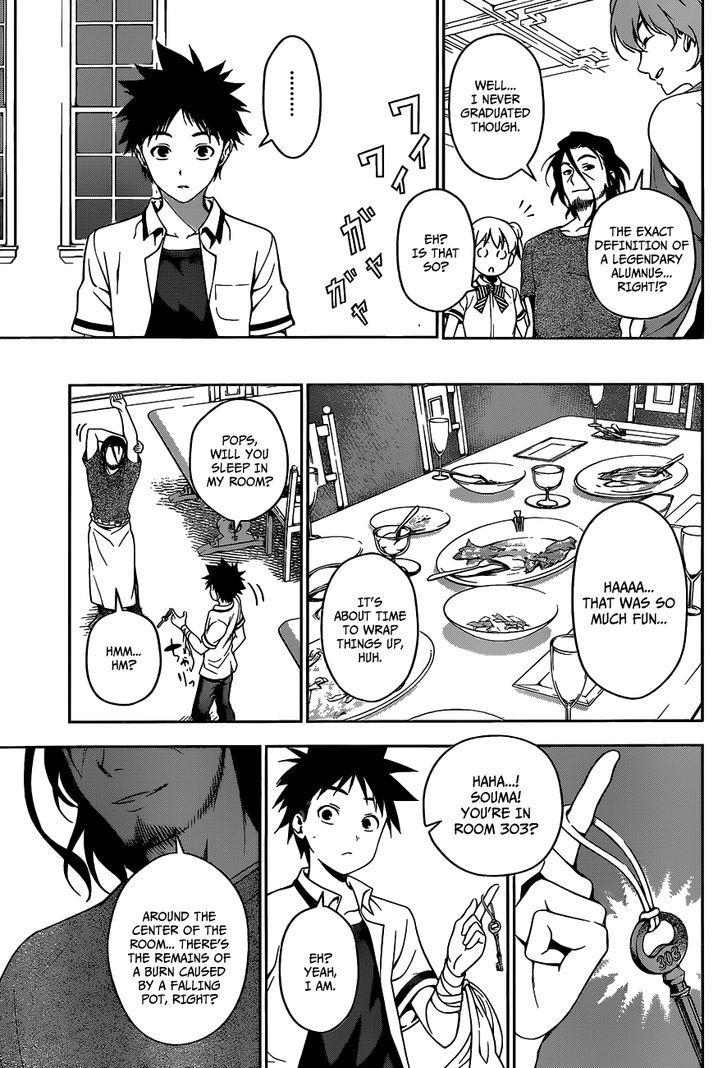 WELL...
I NEVER
GRADUATED
THOUGH.
THE EXACT
DEFINITION OF
A LEGENDARY
ALUMNUS...
RIGHT!?
EH?
IS THAT
SO?
ワイワイ
ガヤガヤ
.........
HAAAA...
THAT WAS SO
MUCH FUN...
IT'S
ABOUT TIME
TO WRAP
THINGS UP,
HUH.
POPS,
WILL YOU
SLEEP IN
MY ROOM?
HMM...
HM?
303
HAHA...!
SOUMA!
YOU'RE IN
ROOM 303?
EH?
YEAH,
I AM.
AROUND THE
CENTER OF THE
ROOM... THERE'S
THE REMAINS OF
A BURN CAUSED
BY A FALLING
POT, RIGHT?